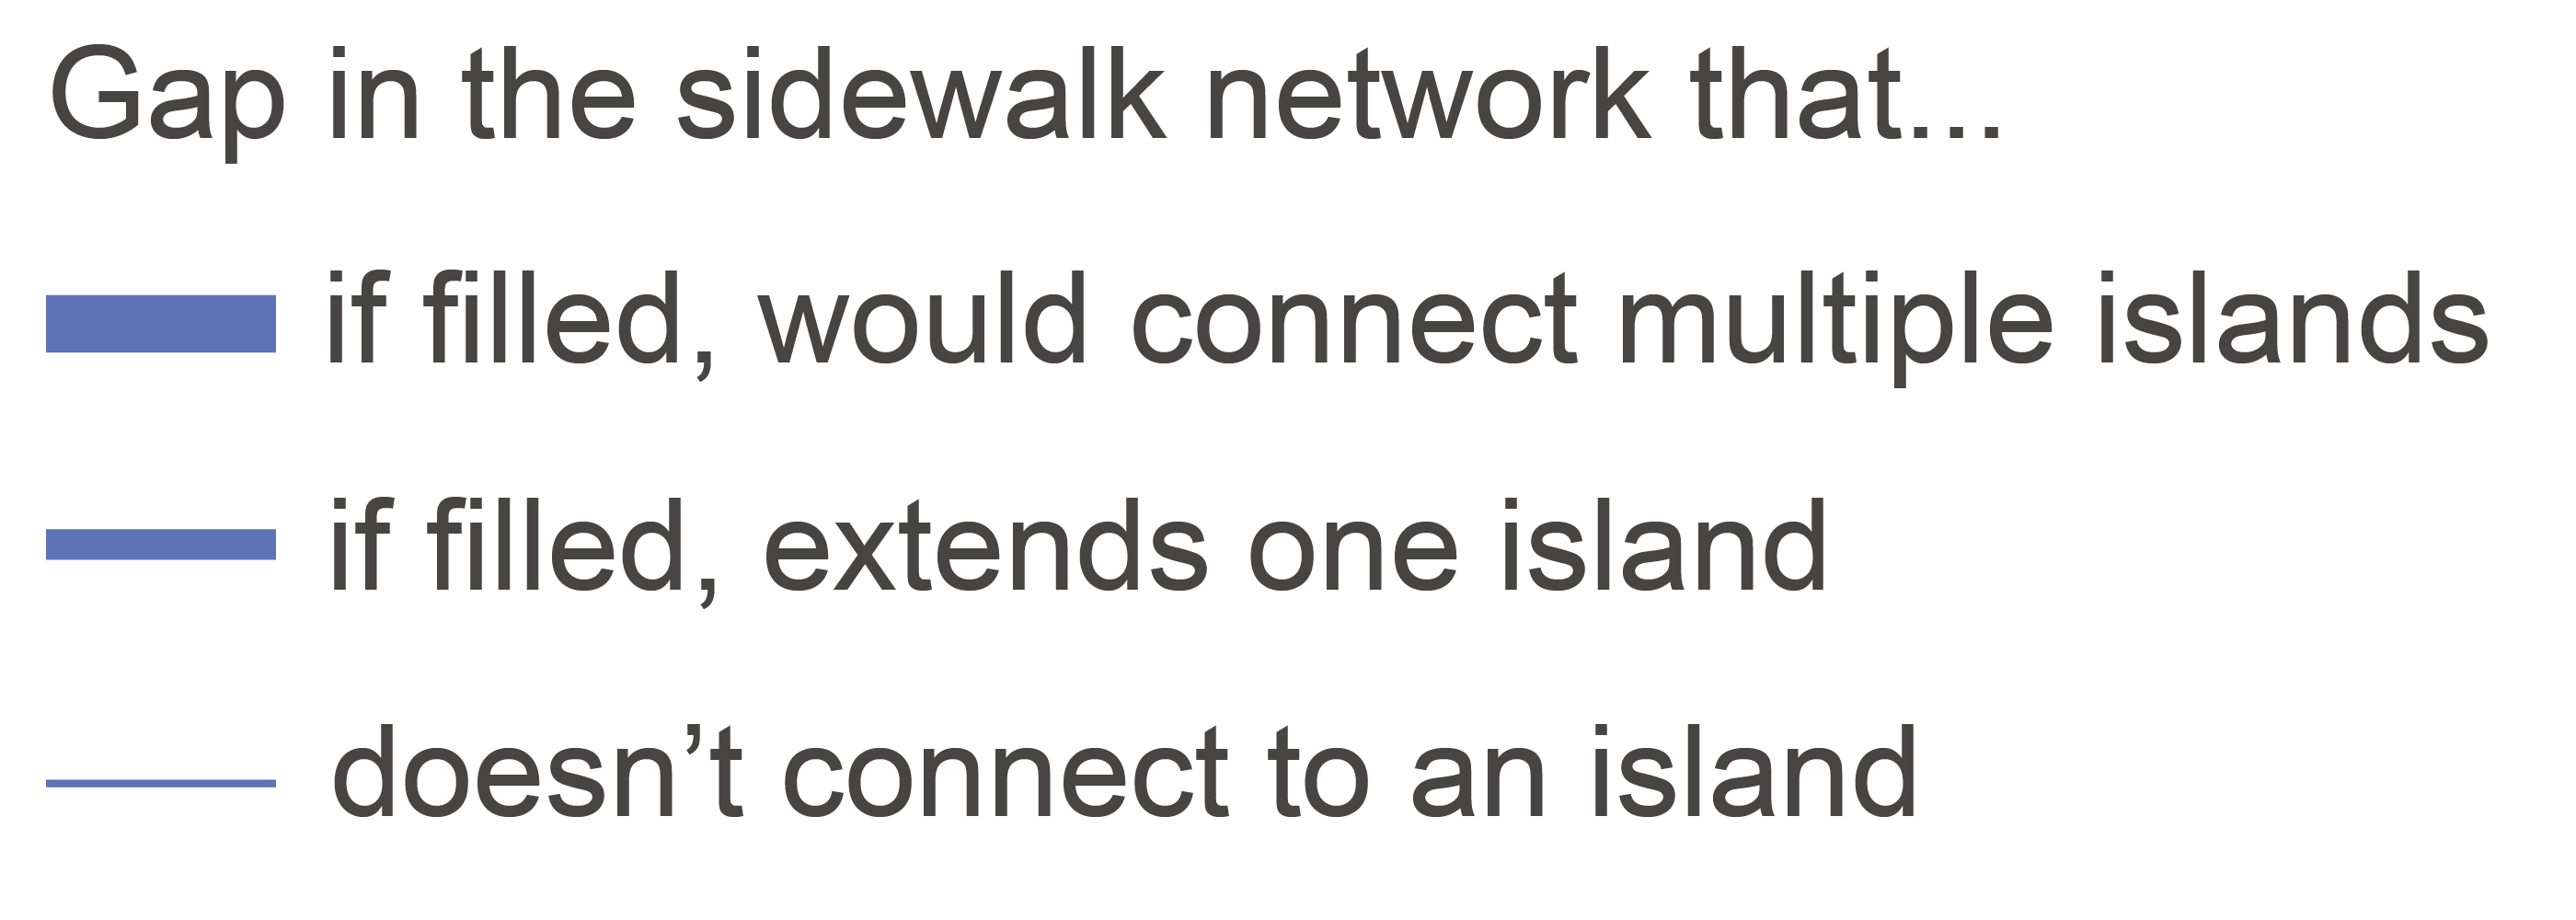 Gap in the sidewalk network that...
if filled, would connect multiple islands
if filled, extends one island
doesn’t connect to an island